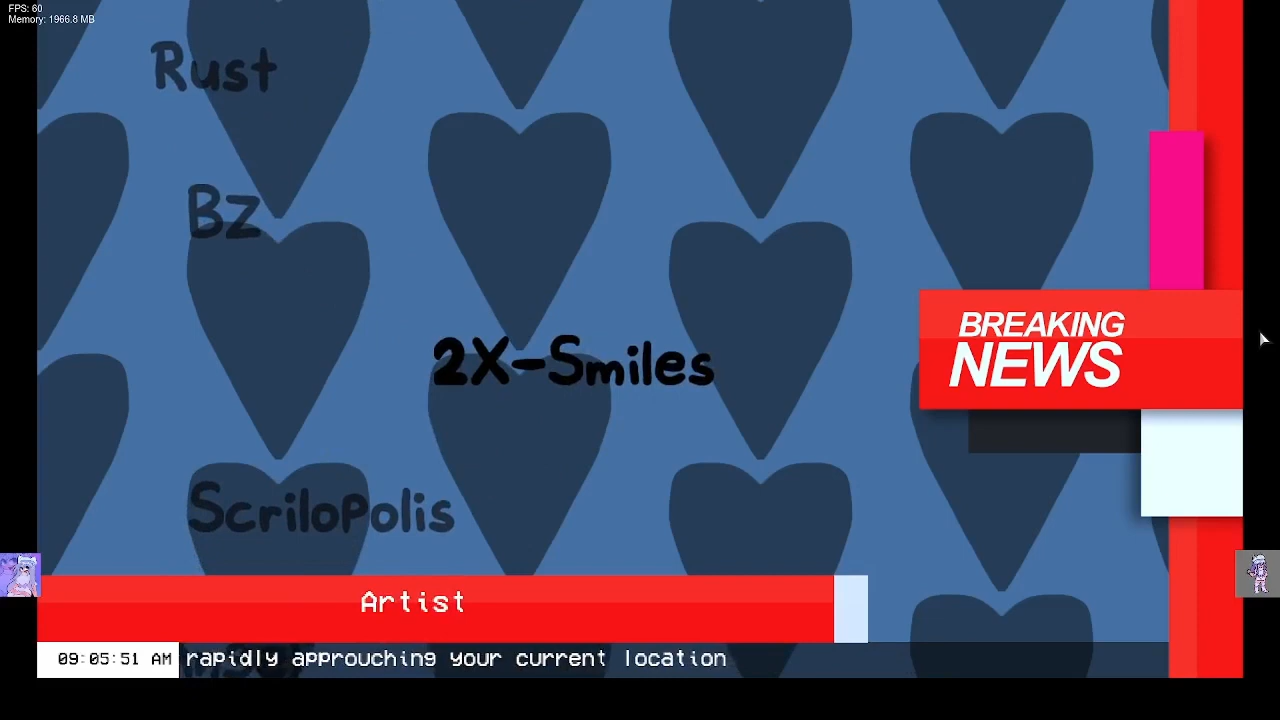 FPS: 60
Memory: 1966.8 MB
Rust
Bz
2X-Smiles
BREAKING
NEWS
Scrilopolis
Artist
09:05:51 AM
rapidly approuching your current location